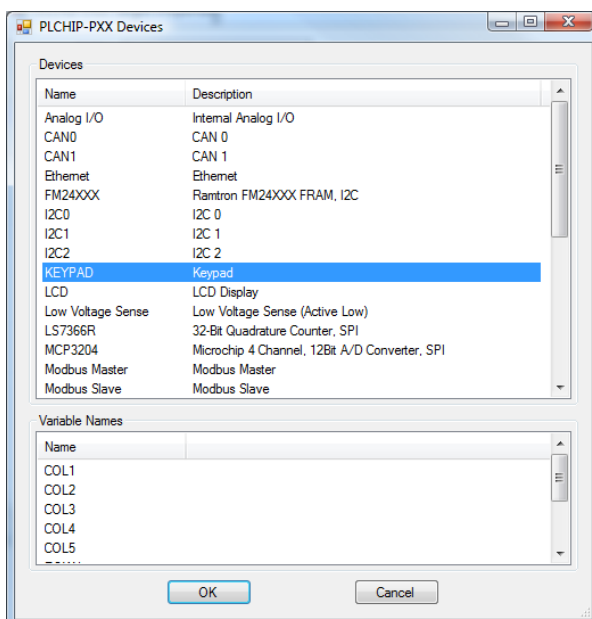 PLCHIP-PXX Devices
Devices
Name Description
Analog I/O Internal Analog I/O
CAN0 CAN 0
CAN1 CAN 1
Ethernet Ethernet
FM24XXX Ramtron FM24XXX FRAM, I2C
I2C0 I2C 0
I2C1 I2C 1
I2C2 I2C 2
KEYPAD Keypad
LCD LCD Display
Low Voltage Sense Low Voltage Sense (Active Low)
LS7366R 32-Bit Quadrature Counter, SPI
MCP3204 Microchip 4 Channel, 12Bit A/D Converter, SPI
Modbus Master Modbus Master
Modbus Slave Modbus Slave
Variable Names
Name
COL1
COL2
COL3
COL4
COL5
OK Cancel